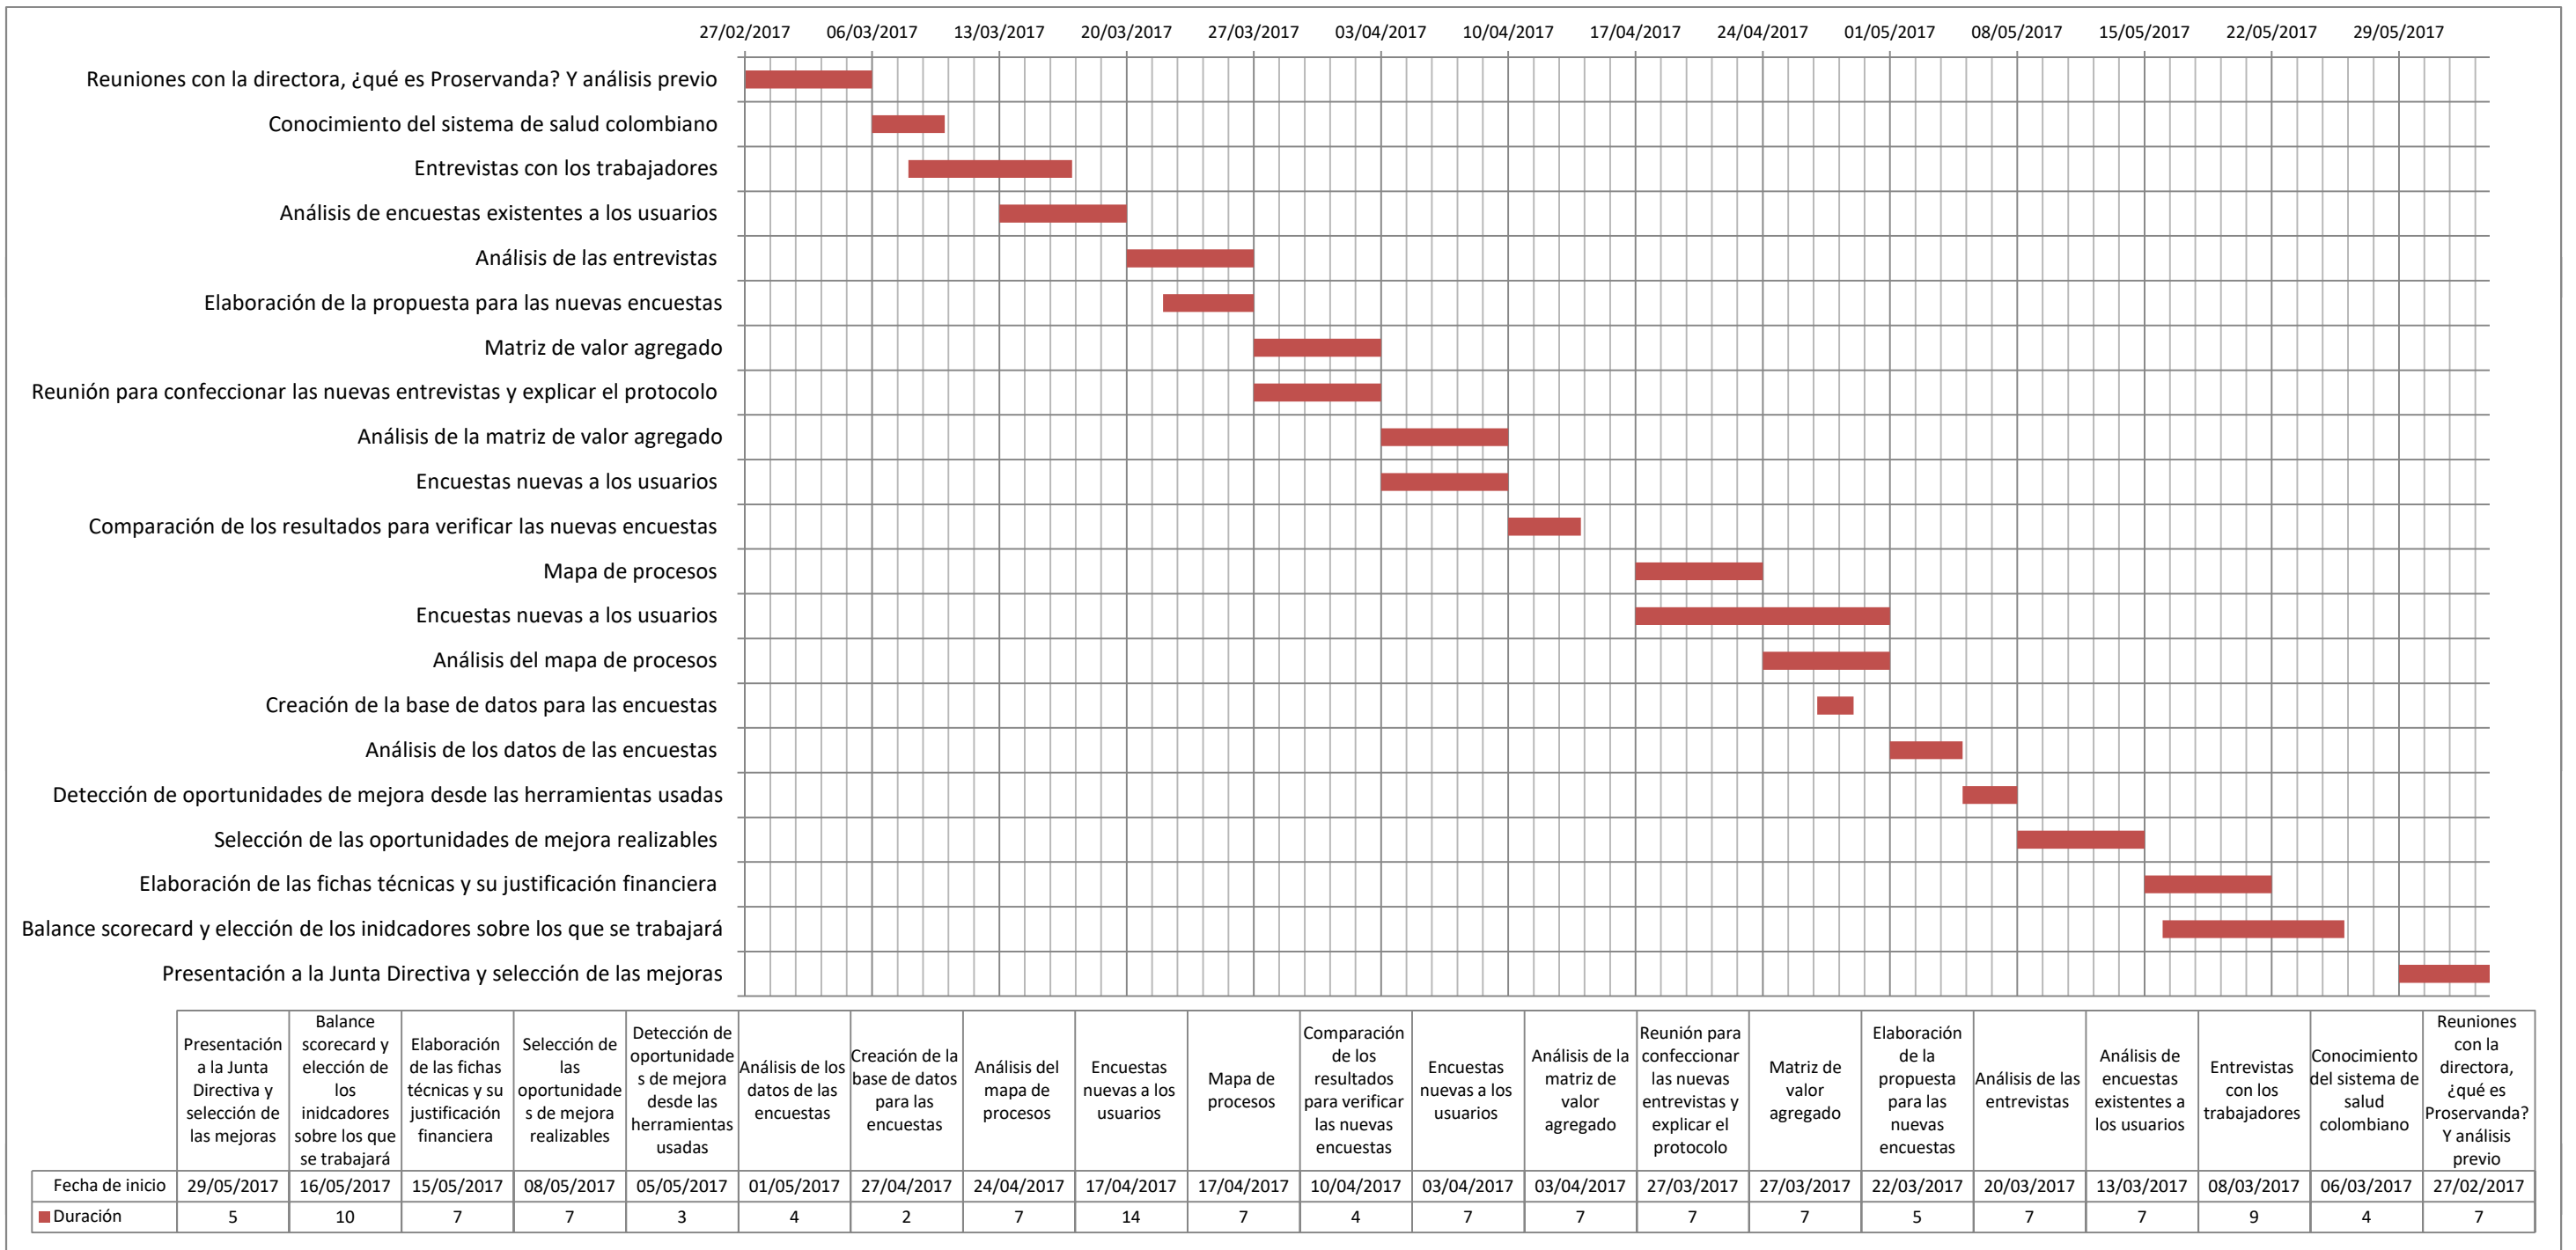 27/02/2017 06/03/2017 13/03/2017 20/03/2017 27/03/2017 03/04/2017 10/04/2017 17/04/2017 24/04/2017 01/05/2017 08/05/2017 15/05/2017 22/05/2017 29/05/2017
Reuniones con la directora, ¿qué es Proservanda? Y análisis previo
Conocimiento del sistema de salud colombiano
Entrevistas con los trabajadores
Análisis de encuestas existentes a los usuarios
Análisis de las entrevistas
Elaboración de la propuesta para las nuevas encuestas
Matriz de valor agregado
Reunión para confeccionar las nuevas entrevistas y explicar el protocolo
Análisis de la matriz de valor agregado
Encuestas nuevas a los usuarios
Comparación de los resultados para verificar las nuevas encuestas
Mapa de procesos
Encuestas nuevas a los usuarios
Análisis del mapa de procesos
Creación de la base de datos para las encuestas
Análisis de los datos de las encuestas
Detección de oportunidades de mejora desde las herramientas usadas
Selección de las oportunidades de mejora realizables
Elaboración de las fichas técnicas y su justificación financiera
Balance scorecard y elección de los inidcadores sobre los que se trabajará
Presentación a la Junta Directiva y selección de las mejoras
Presentación
a la Junta
Directiva y
selección de
las mejoras
Balance
scorecard y
elección de
los
inidcadores
sobre los que
se trabajará
Elaboración
de las fichas
técnicas y su
justificación
financiera
Selección de
las
oportunidade
s de mejora
realizables
Detección de
oportunidade
s de mejora
desde las
herramientas
usadas
Análisis de los
datos de las
encuestas
Creación de la
base de datos
para las
encuestas
Análisis del
mapa de
procesos
Encuestas
nuevas a los
usuarios
Mapa de
procesos
Comparación
de los
resultados
para verificar
las nuevas
encuestas
Encuestas
nuevas a los
usuarios
Análisis de la
matriz de
valor
agregado
Reunión para
confeccionar
las nuevas
entrevistas y
explicar el
protocolo
Matriz de
valor
agregado
Elaboración
de la
propuesta
para las
nuevas
encuestas
Análisis de las
entrevistas
Análisis de
encuestas
existentes a
los usuarios
Entrevistas
con los
trabajadores
Conocimiento
del sistema de
salud
colombiano
Reuniones
con la
directora,
¿qué es
Proservanda?
Y análisis
previo
Fecha de inicio 29/05/2017 16/05/2017 15/05/2017 08/05/2017 05/05/2017 01/05/2017 27/04/2017 24/04/2017 17/04/2017 17/04/2017 10/04/2017 03/04/2017 03/04/2017 27/03/2017 27/03/2017 22/03/2017 20/03/2017 13/03/2017 08/03/2017 06/03/2017 27/02/2017
Duración 5 10 7 7 3 4 2 7 14 7 4 7 7 7 7 5 7 7 9 4 7